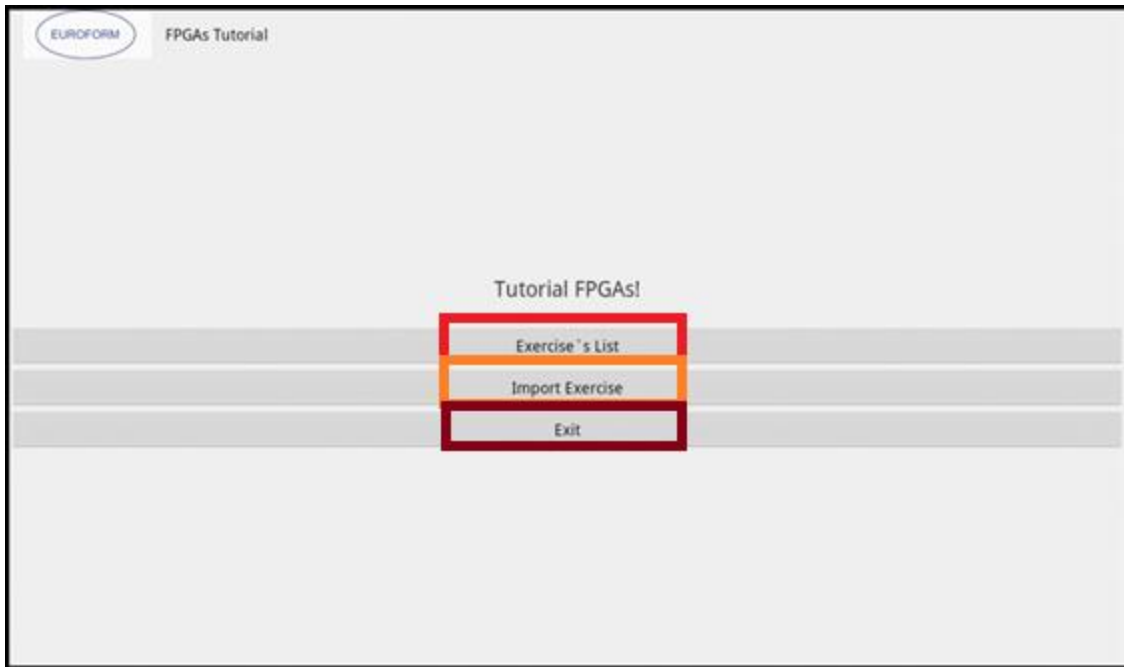 EUROFORM
FPGAs Tutorial
Tutorial FPGAs!
Exercise`s List
Import Exercise
Exit